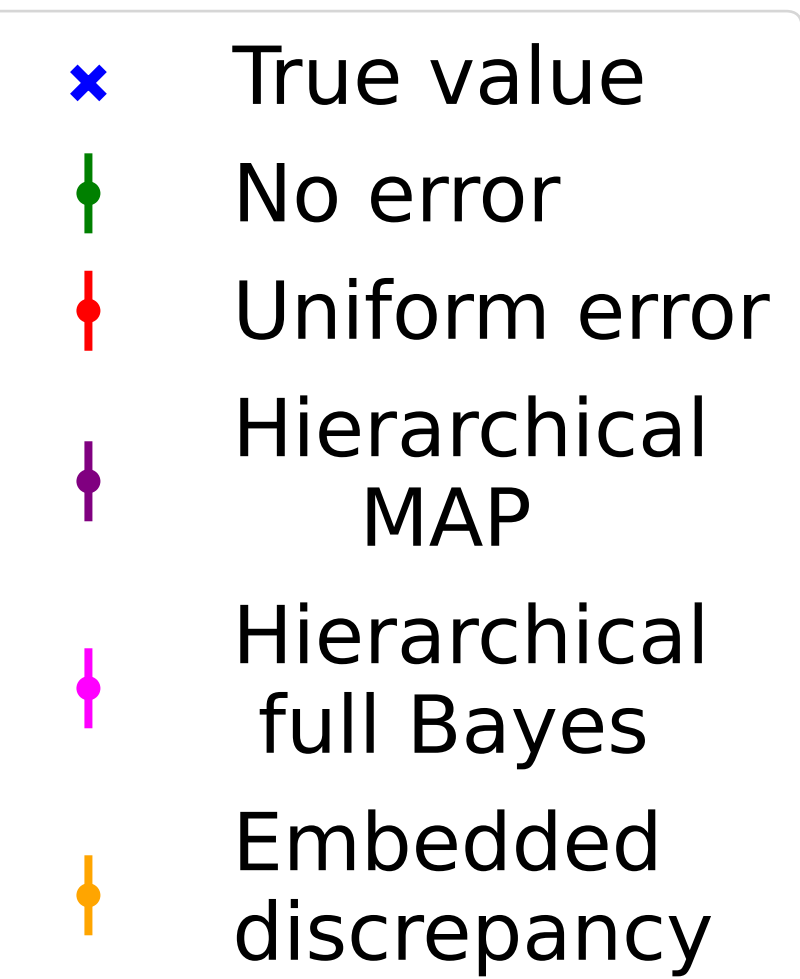 True value
No error
Uniform error
Hierarchical
MAP
Hierarchical
full Bayes
Embedded
discrepancy